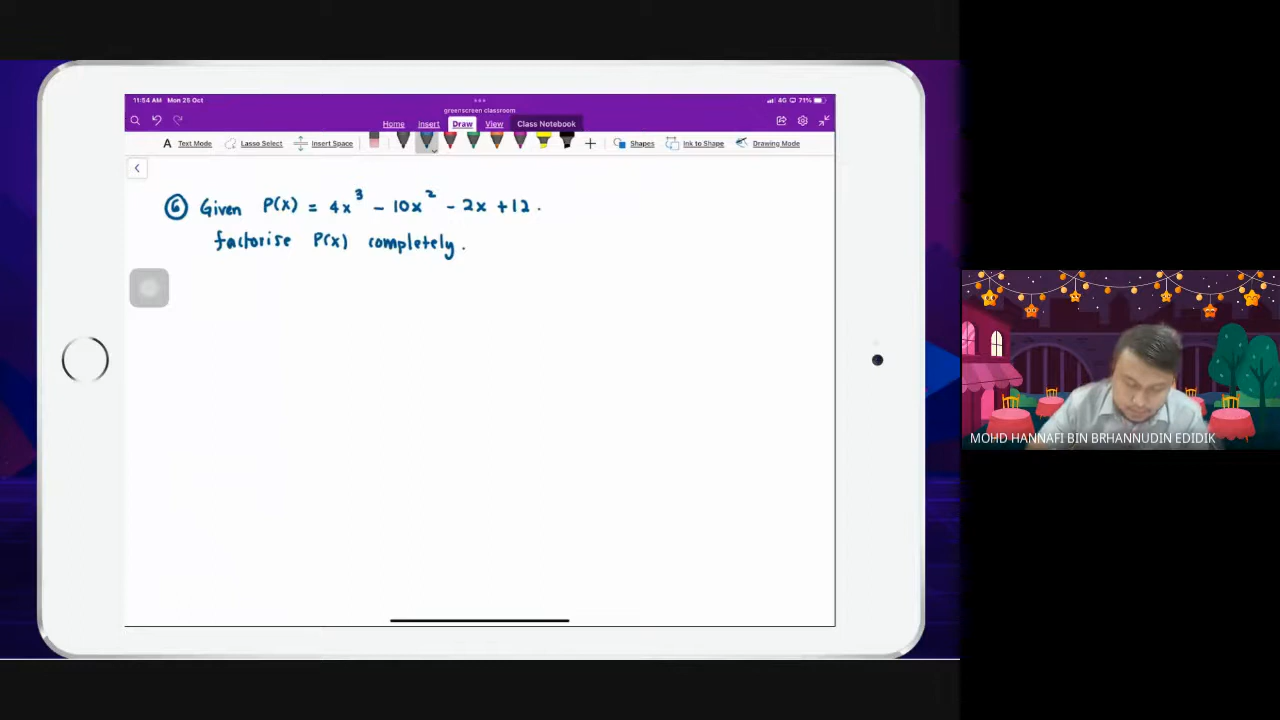 11:54 AM Mon 25 Oct
4G 71%
greenscreen classroom
Home Insert Draw View Class Notebook
A Text Mode Lasso Select Insert Space Shapes Ink to Shape Drawing Mode
⑥ Given P(x) = 4x³ - 10x² - 2x + 12.
factorise P(x) completely.
MOHD HANNAFI BIN BRHANNUDIN EDIDIK